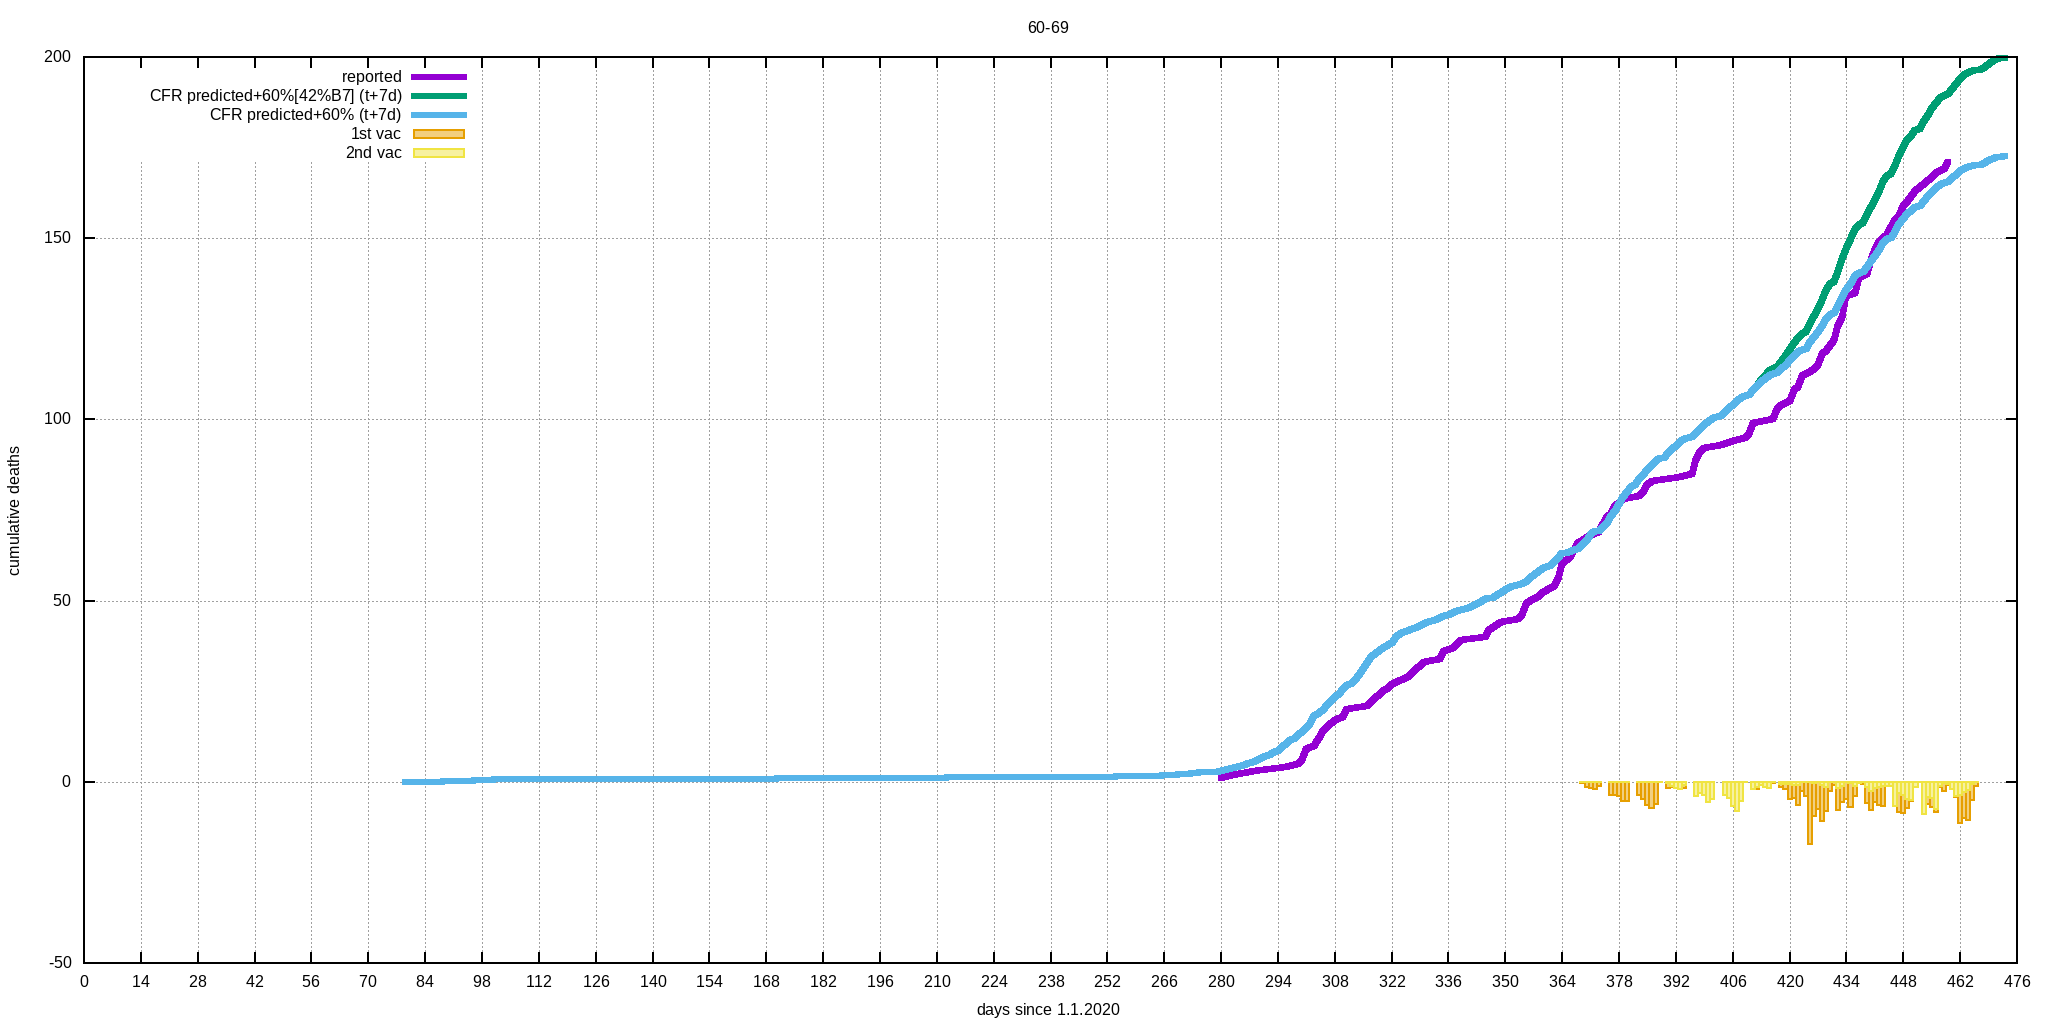 60-69
200
150
100
50
0
-50
cumulative deaths
reported
CFR predicted+60%[42%B7] (t+7d)
CFR predicted+60% (t+7d)
1st vac
2nd vac
0 14 28 42 56 70 84 98 112 126 140 154 168 182 196 210 224 238 252 266 280 294 308 322 336 350 364 378 392 406 420 434 448 462 476
days since 1.1.2020